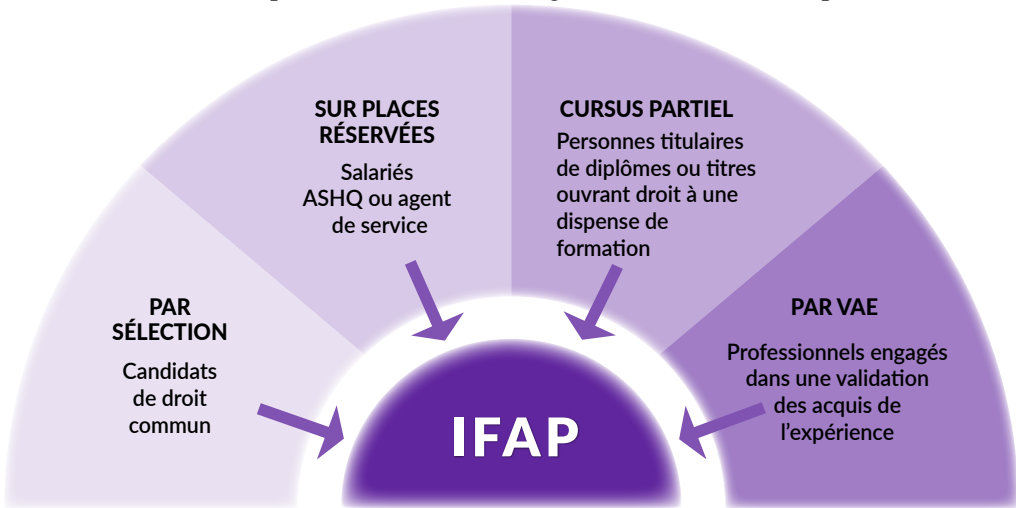 SUR PLACES
RÉSERVÉES
Salariés
ASHQ ou agent
de service
CURSUS PARTIEL
Personnes titulaires
de diplômes ou titres
ouvrant droit à une
dispense de
formation
PAR
SÉLECTION
Candidats
de droit
commun
PAR VAE
Professionnels engagés
dans une validation
des acquis de
l'expérience
IFAP